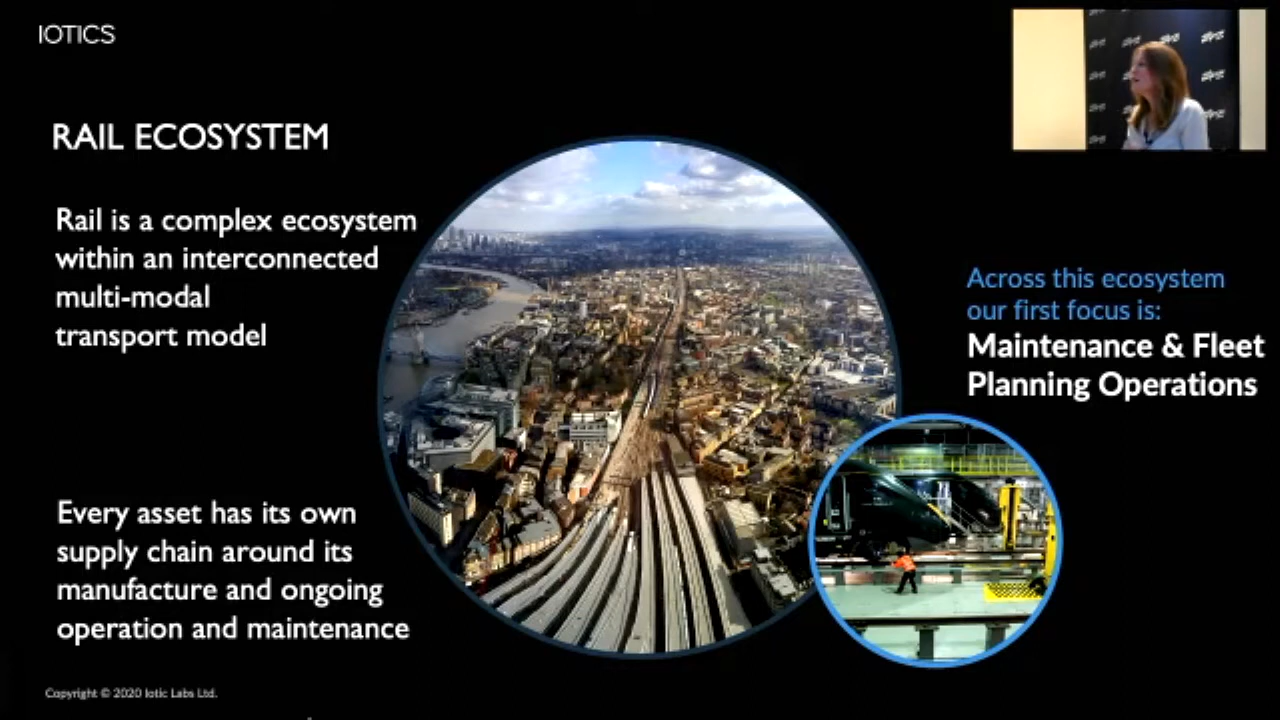 IOTICS
RAIL ECOSYSTEM
Rail is a complex ecosystem
within an interconnected
multi-modal
transport model
Across this ecosystem
our first focus is:
Maintenance & Fleet
Planning Operations
Every asset has its own
supply chain around its
manufacture and ongoing
operation and maintenance
Copyright © 2020 Iotic Labs Ltd.